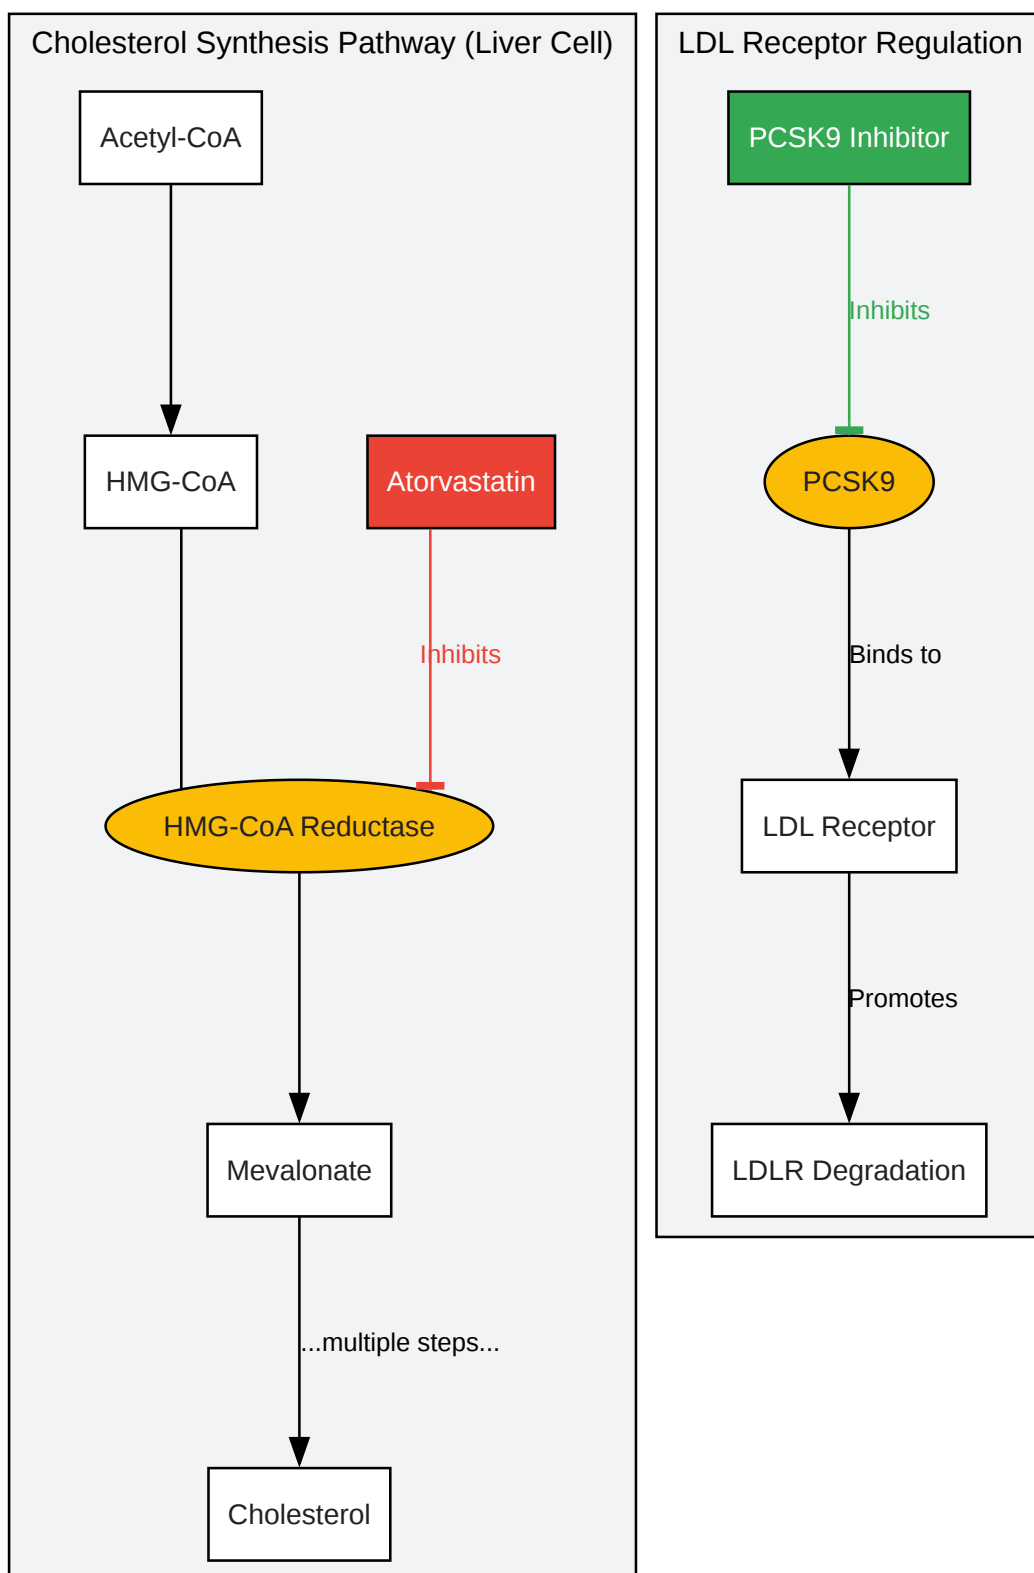 Cholesterol Synthesis Pathway (Liver Cell)
Acetyl-CoA
HMG-CoA
Atorvastatin
Inhibits
HMG-CoA Reductase
Mevalonate
...multiple steps...
Cholesterol
LDL Receptor Regulation
PCSK9 Inhibitor
Inhibits
PCSK9
Binds to
LDL Receptor
Promotes
LDLR Degradation